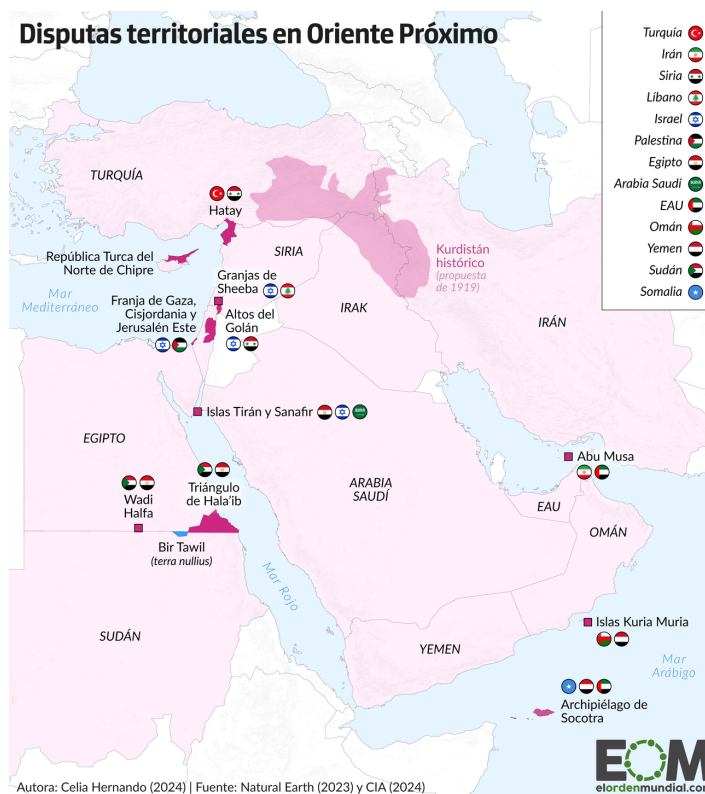 Disputas territoriales en Oriente Próximo
Turquía
Irán
Siria
Líbano
Israel
Palestina
Egipto
Arabia Saudí
EAU
Omán
Yemen
Sudán
Somalia
TURQUÍA
Hatay
República Turca del
Norte de Chipre
SIRIA
Kurdistán
histórico
(propuesta
de 1919)
Granjas de
Sheeba
Mar
Mediterráneo
Franja de Gaza,
Cisjordania y
Jerusalén Este
Altos del
Golán
IRAK
IRÁN
Islas Tirán y Sanafir
EGIPTO
Abu Musa
Triángulo
de Hala'ib
ARABIA
SAUDÍ
Wadi
Halfa
EAU
OMÁN
Bir Tawil
(terra nullius)
Mar Rojo
Islas Kuria Muria
SUDÁN
YEMEN
Mar
Arábigo
Archipiélago de
Socotra
EOM
elordenmundial.co
Autora: Celia Hernando (2024) | Fuente: Natural Earth (2023) y CIA (2024)